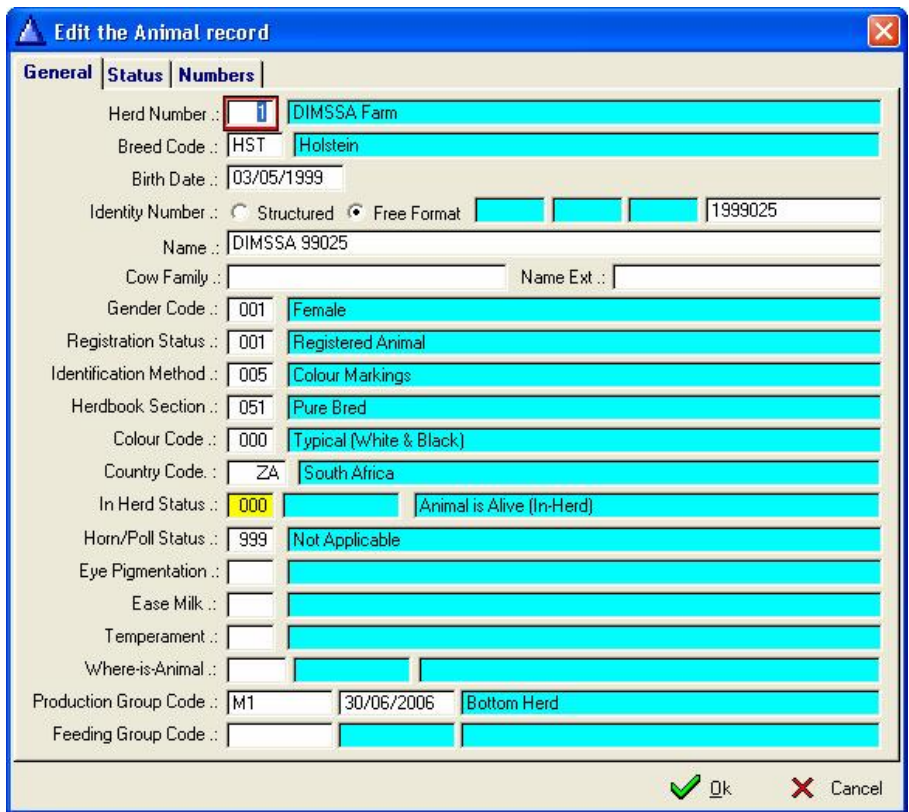 Edit the Animal record
General Status Numbers
Herd Number .: 1 DIMSSA Farm
Breed Code .: HST Holstein
Birth Date .: 03/05/1999
Identity Number .: Structured Free Format 1999025
Name .: DIMSSA 99025
Cow Family .: Name Ext .:
Gender Code .: 001 Female
Registration Status .: 001 Registered Animal
Identification Method .: 005 Colour Markings
Herdbook Section .: 051 Pure Bred
Colour Code .: 000 Typical (White & Black)
Country Code. : ZA South Africa
In Herd Status .: 000 Animal is Alive (In-Herd)
Horn/Poll Status .: 999 Not Applicable
Eye Pigmentation .:
Ease Milk .:
Temperament .:
Where-is-Animal .:
Production Group Code .: M1 30/06/2006 Bottom Herd
Feeding Group Code .:
Ok Cancel